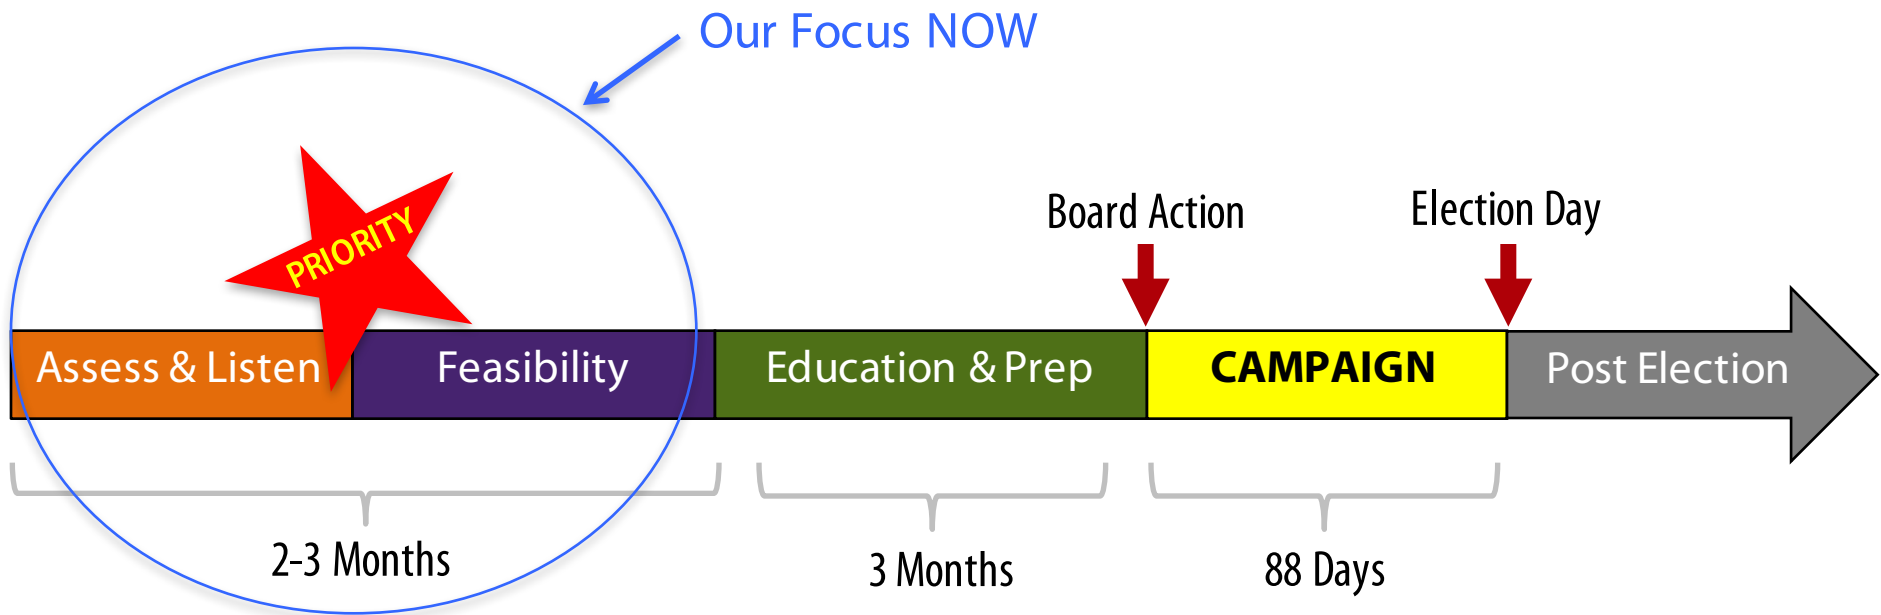 Our Focus NOW
PRIORITY
Board Action
Election Day
Assess & Listen
Feasibility
Education & Prep
CAMPAIGN
Post Election
2-3 Months
3 Months
88 Days